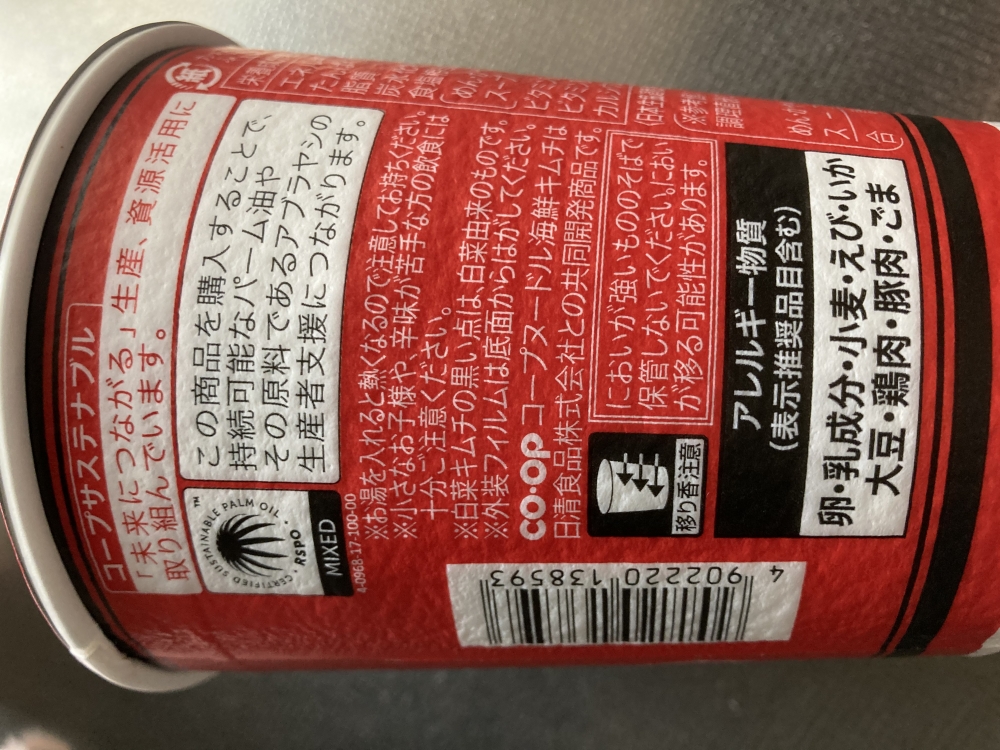 コープサステナブル
「未来につながる」生産、資源活用に
取り組んでいます。
この商品を購入することで、
持続可能なパーム油や
その原料であるアブラヤシの
生産者支援につながります。
CERTIFIED SUSTAINABLE PALM OIL
TM
RSPO
MIXED
4-0968-17-100-00
※お湯を入れると熱くなるので注意してお持ちください。
※小さなお子様や、辛味が苦手な方の飲食には
十分ご注意ください。
※白菜キムチの黒い点は、白菜由来のものです。
※外装フィルムは底面からはがしてください。
CO・OPコープヌードル海鮮キムチは
日清食品株式会社との共同開発商品です。
移り香注意
においが強いもののそばで
保管しないでください。におい
が移る可能性があります。
アレルギー物質
(表示推奨品目含む)
卵・乳成分・小麦・えび・いか
大豆・鶏肉・豚肉・ごま
4 902220 138593